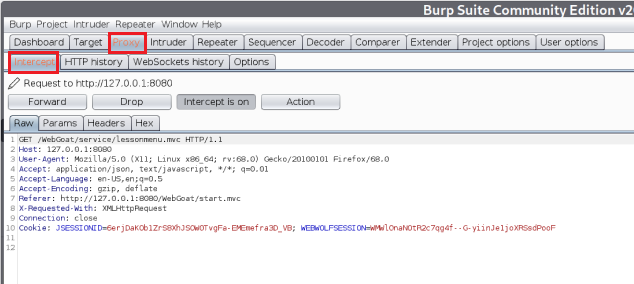 Burp Suite Community Edition v2
Burp Project Intruder Repeater Window Help
Dashboard Target Proxy Intruder Repeater Sequencer Decoder Comparer Extender Project options User options
Intercept HTTP history WebSockets history Options
Request to http://127.0.0.1:8080
Forward Drop Intercept is on Action
Raw Params Headers Hex
1 GET /WebGoat/service/lessonmenu.mvc HTTP/1.1
2 Host: 127.0.0.1:8080
3 User-Agent: Mozilla/5.0 (X11; Linux x86_64; rv:68.0) Gecko/20100101 Firefox/68.0
4 Accept: application/json, text/javascript, */*; q=0.01
5 Accept-Language: en-US,en;q=0.5
6 Accept-Encoding: gzip, deflate
7 Referer: http://127.0.0.1:8080/WebGoat/start.mvc
8 X-Requested-With: XMLHttpRequest
9 Connection: close
10 Cookie: JSESSIONID= WEBWOLFSESSION=
11
12